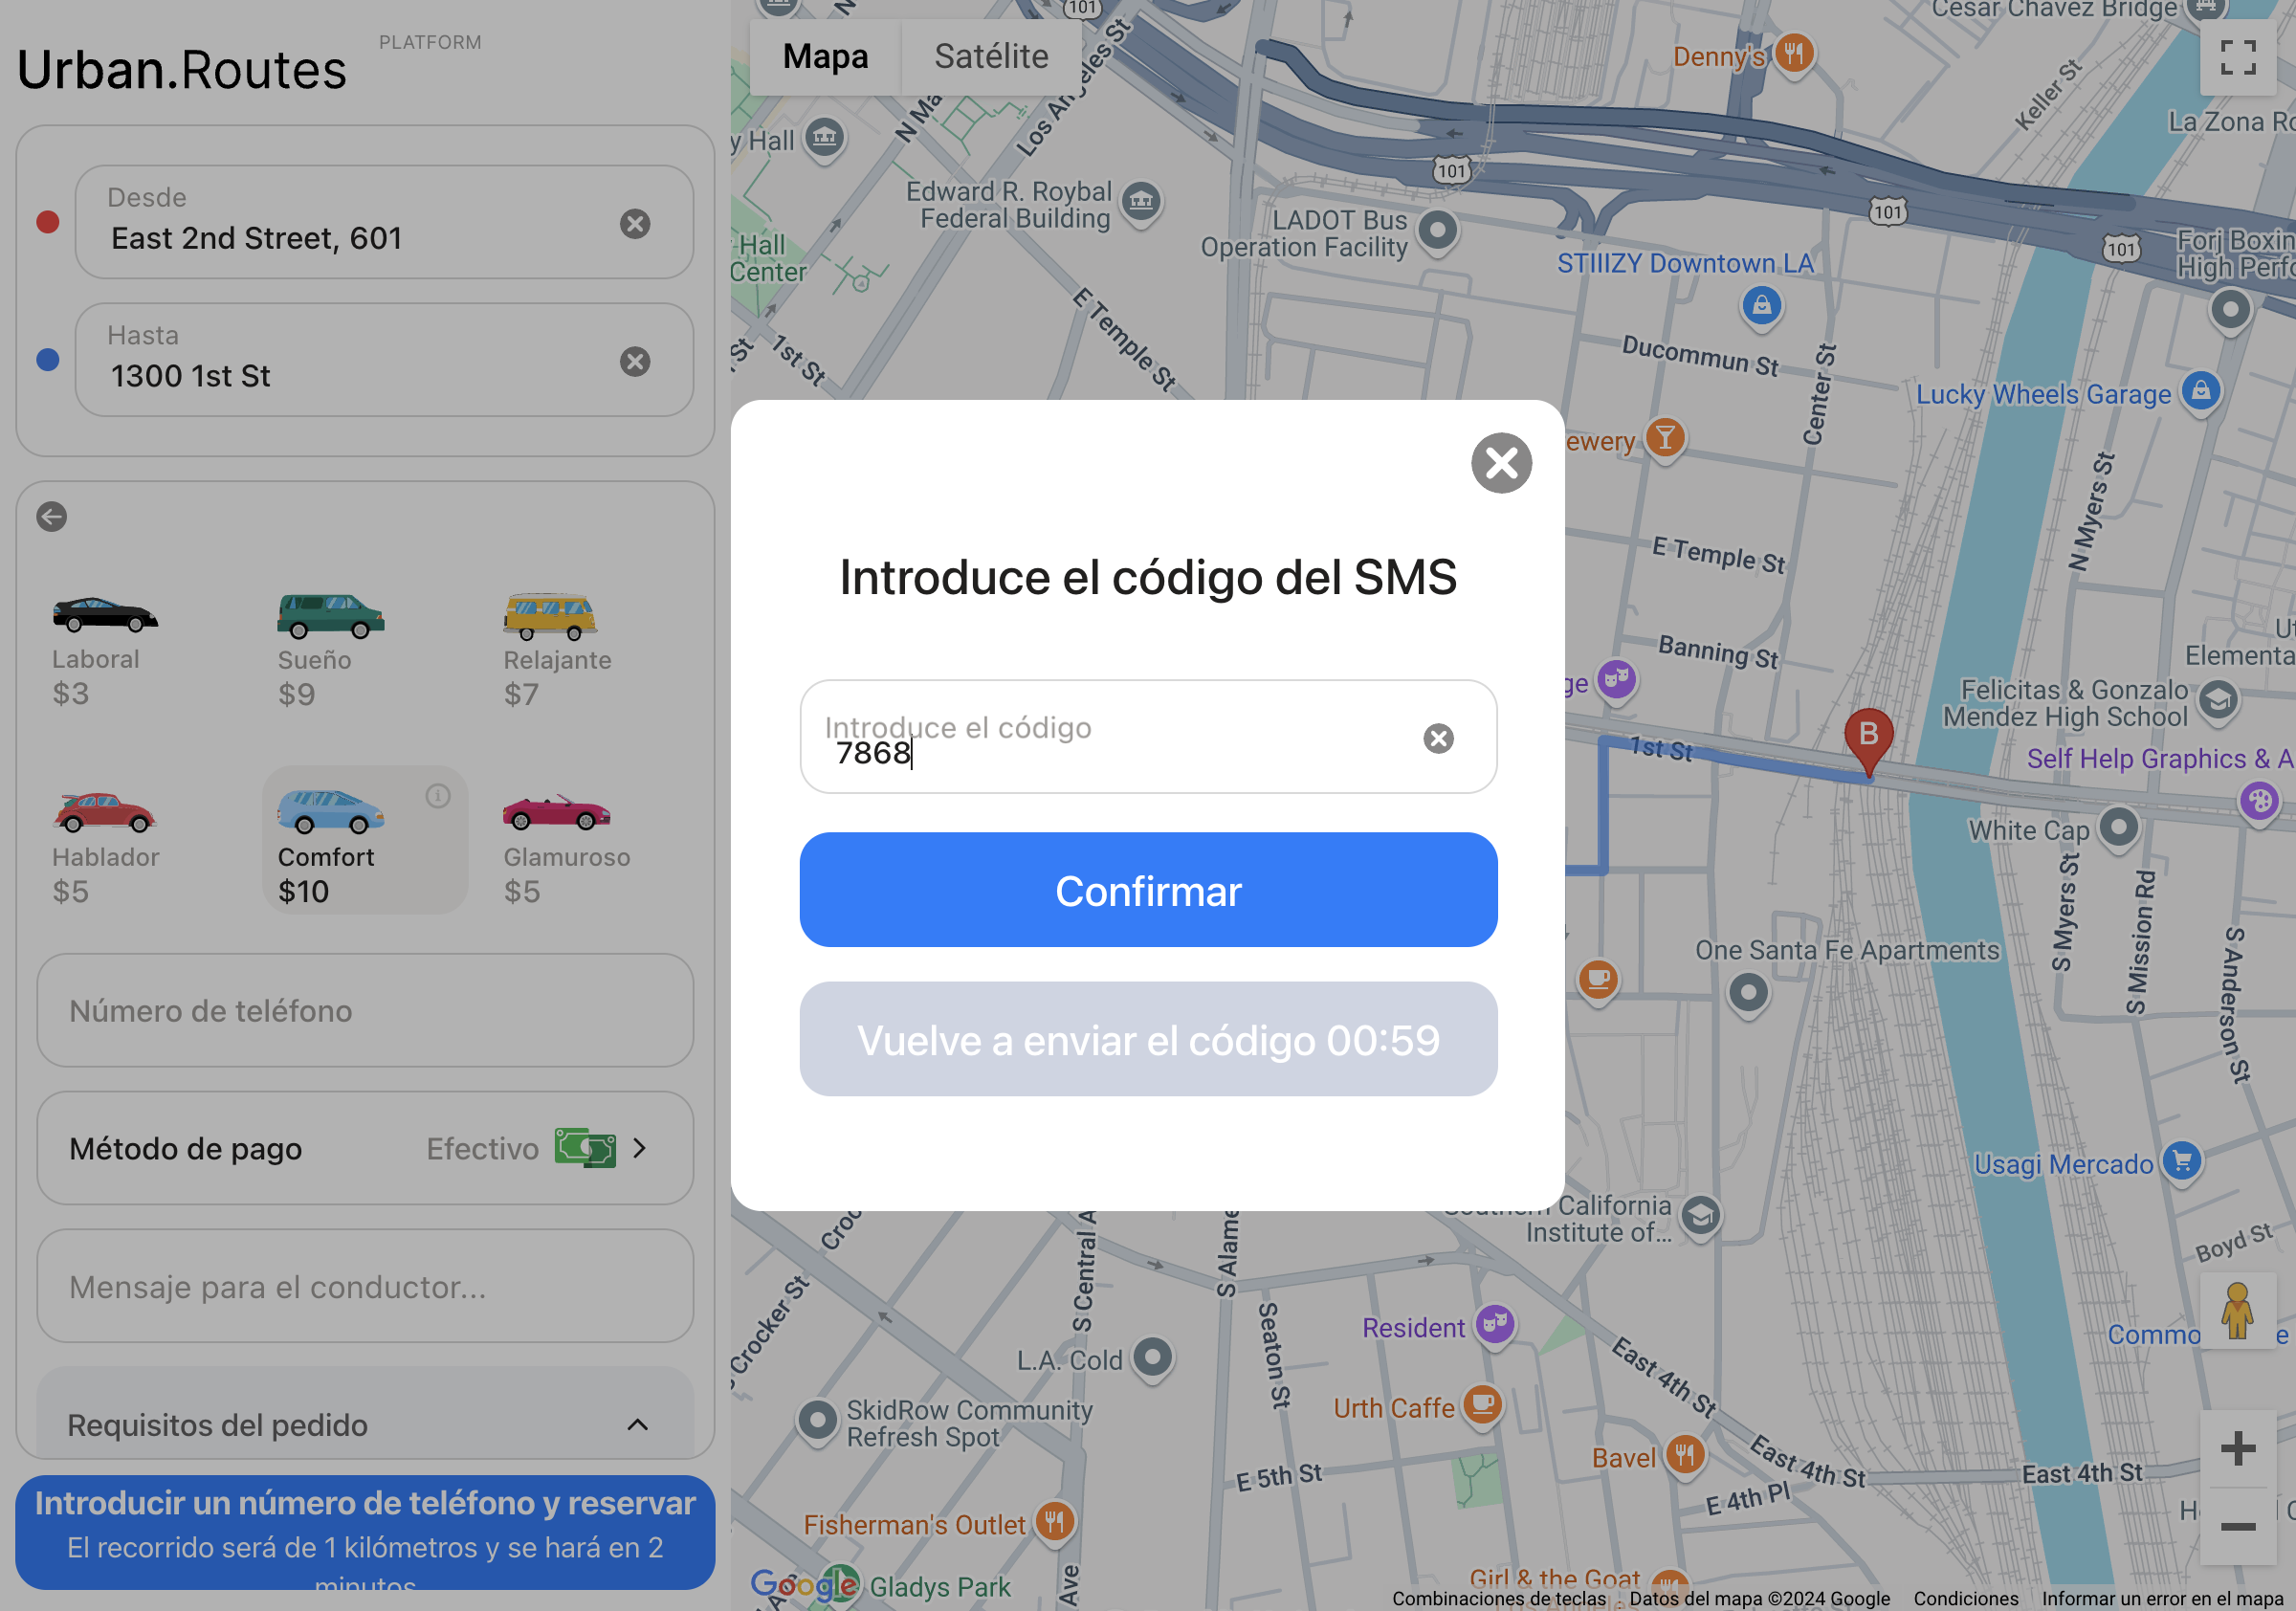 Urban.Routes
PLATFORM
Desde
East 2nd Street, 601
Hasta
1300 1st St
Laboral
$3
Sueño
$9
Relajante
$7
Hablador
$5
Comfort
$10
Glamuroso
$5
Número de teléfono
Método de pago
Efectivo
Mensaje para el conductor...
Requisitos del pedido
Introducir un número de teléfono y reservar
El recorrido será de 1 kilómetros y se hará en 2
minutos
Mapa
Satélite
Introduce el código del SMS
Introduce el código
7868
Confirmar
Vuelve a enviar el código 00:59
101
Cesar Chavez Bridge
Denny's
Keller St
La Zona
Los Angeles St
y Hall
Edward R. Roybal
Federal Building
101
LADOT Bus
Operation Facility
101
101
Hall
Center
STIIIZY Downtown LA
Forj Boxin
High Perf
E Temple St
1st St
Ducommun St
Center St
Lucky Wheels Garage
ewery
N Myers St
E Temple St
Banning St
Elementa
Felicitas & Gonzalo
Mendez High School
B
1st St
Self Help Graphics & A
White Cap
S Myers St
S Mission Rd
S Anderson St
One Santa Fe Apartments
Usagi Mercado
Southern California
Institute of...
Boyd St
S Central A
S Alame
Crocker St
Seaton St
Resident
Commo
L.A. Cold
East 4th St
Urth Caffe
SkidRow Community
Refresh Spot
Bavel
East 4th St
East 4th St
E 5th St
E 4th Pl
Fisherman's Outlet
Girl & the Goat
Google
Gladys Park
Ave
Combinaciones de teclas
Datos del mapa ©2024 Google
Condiciones
Informar un error en el mapa